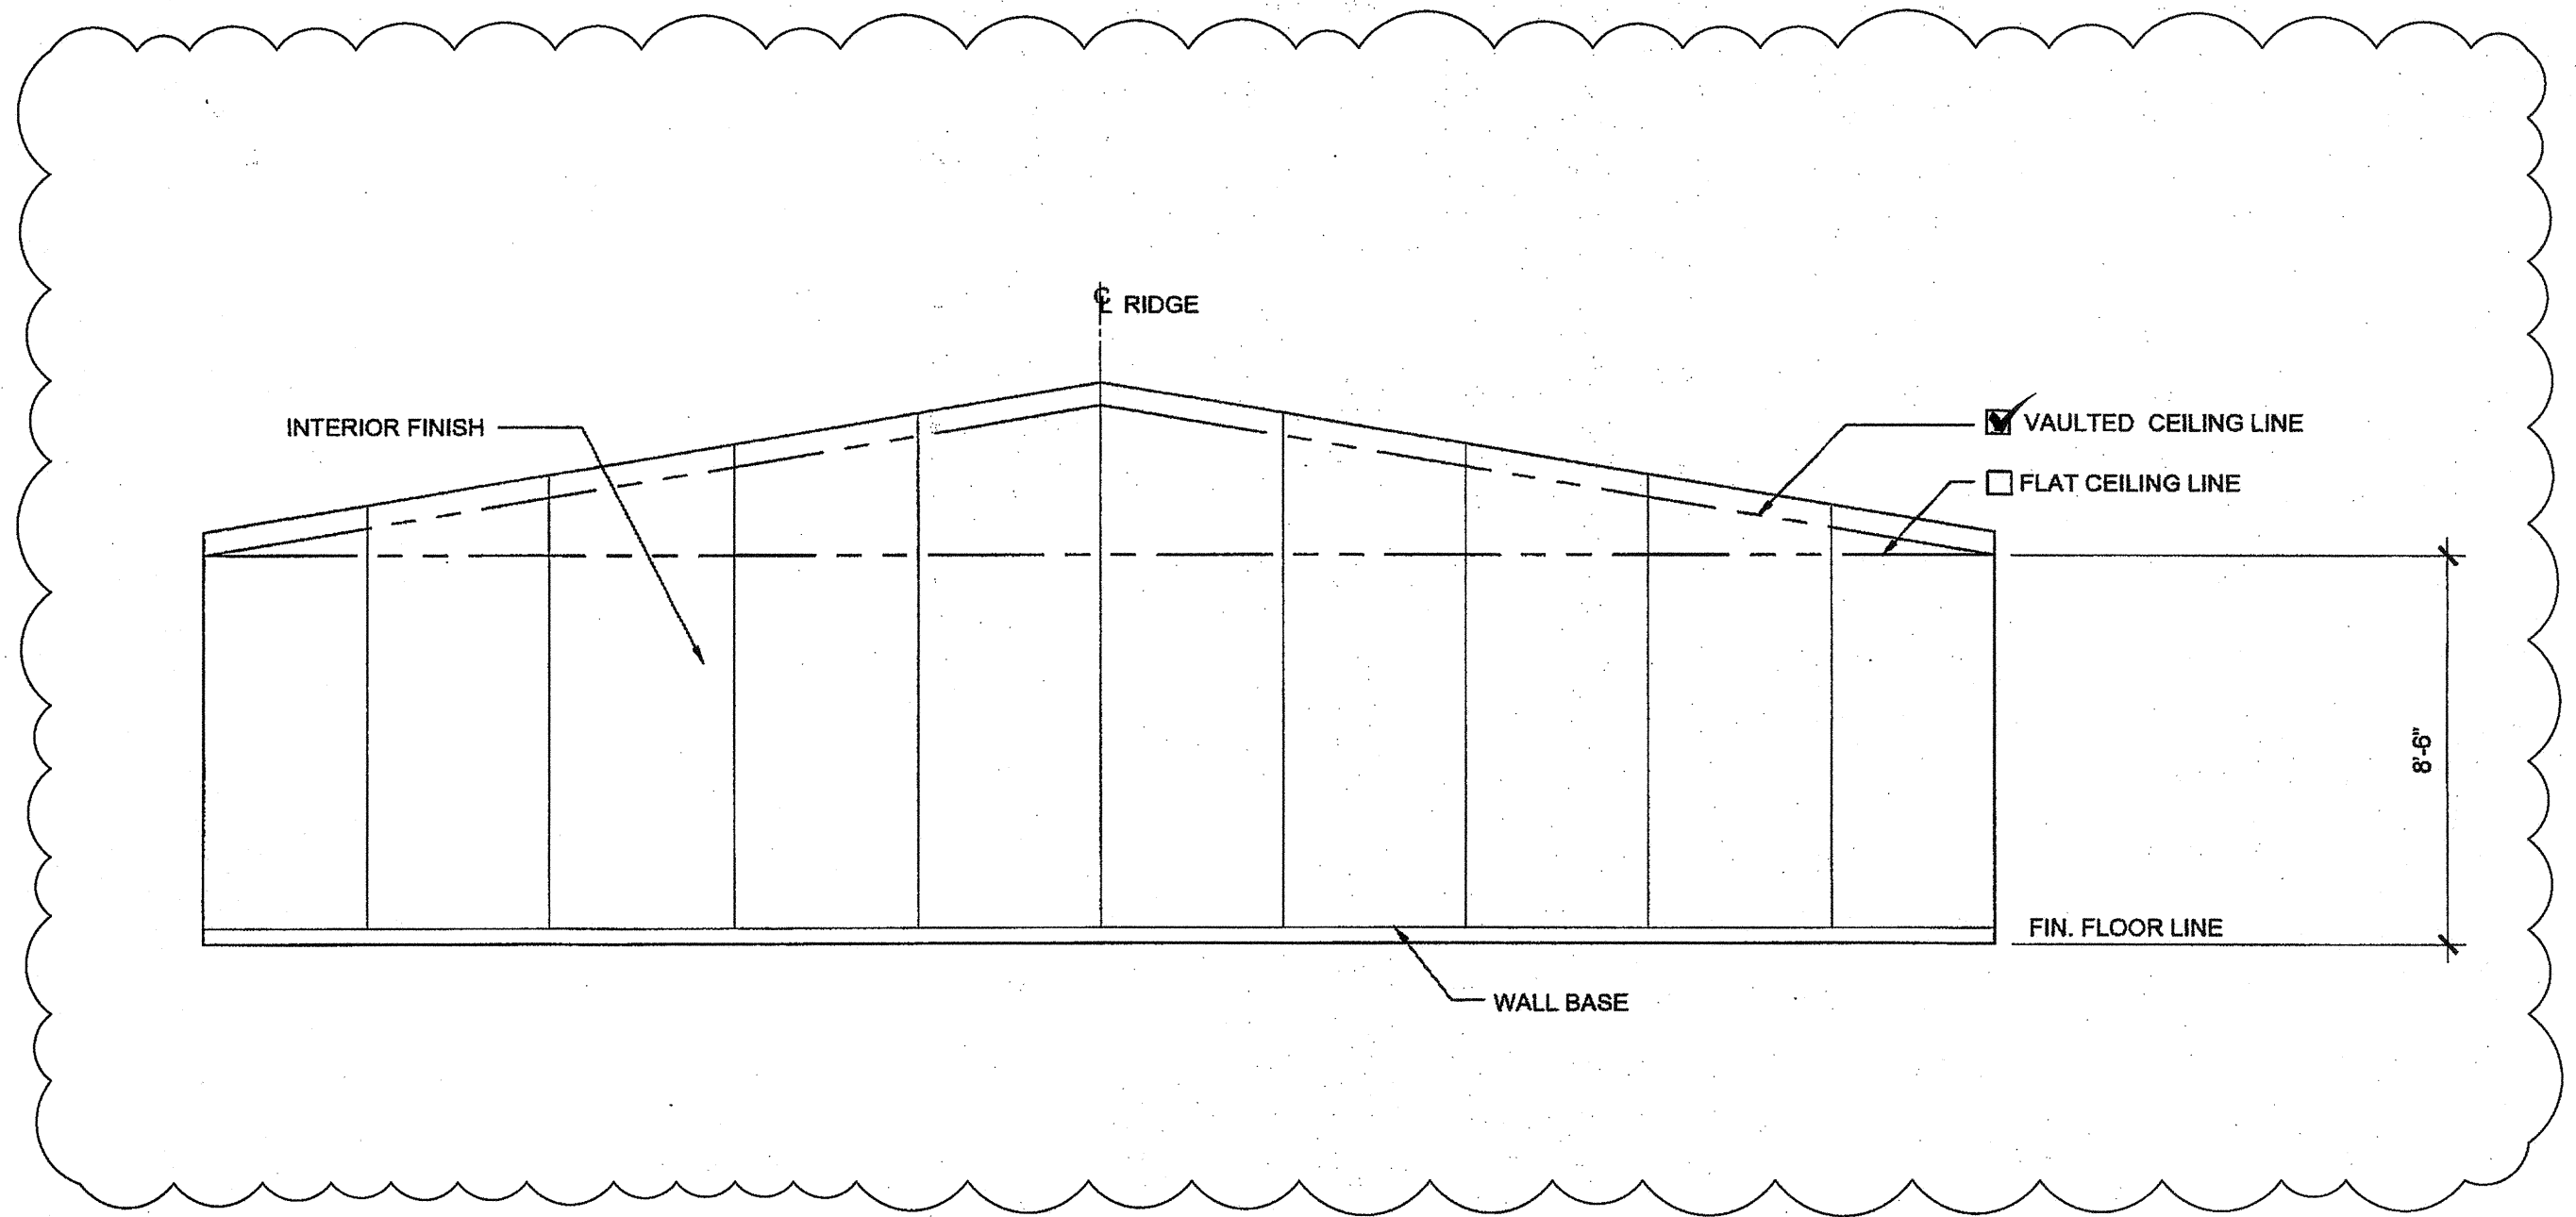 ℄ RIDGE
INTERIOR FINISH
VAULTED CEILING LINE
FLAT CEILING LINE
8'-6"
FIN. FLOOR LINE
WALL BASE